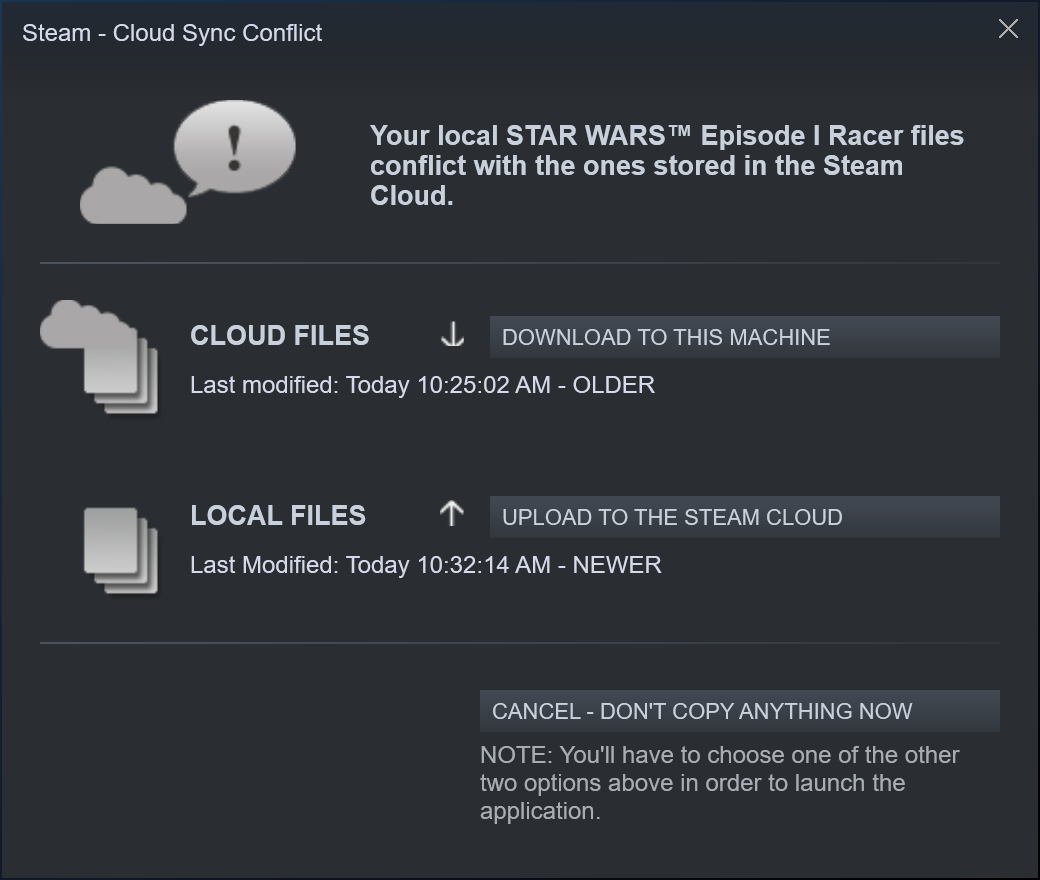 Steam - Cloud Sync Conflict
!
Your local STAR WARS™ Episode I Racer files
conflict with the ones stored in the Steam
Cloud.
CLOUD FILES
DOWNLOAD TO THIS MACHINE
Last modified: Today 10:25:02 AM - OLDER
LOCAL FILES
UPLOAD TO THE STEAM CLOUD
Last Modified: Today 10:32:14 AM - NEWER
CANCEL - DON'T COPY ANYTHING NOW
NOTE: You'll have to choose one of the other
two options above in order to launch the
application.